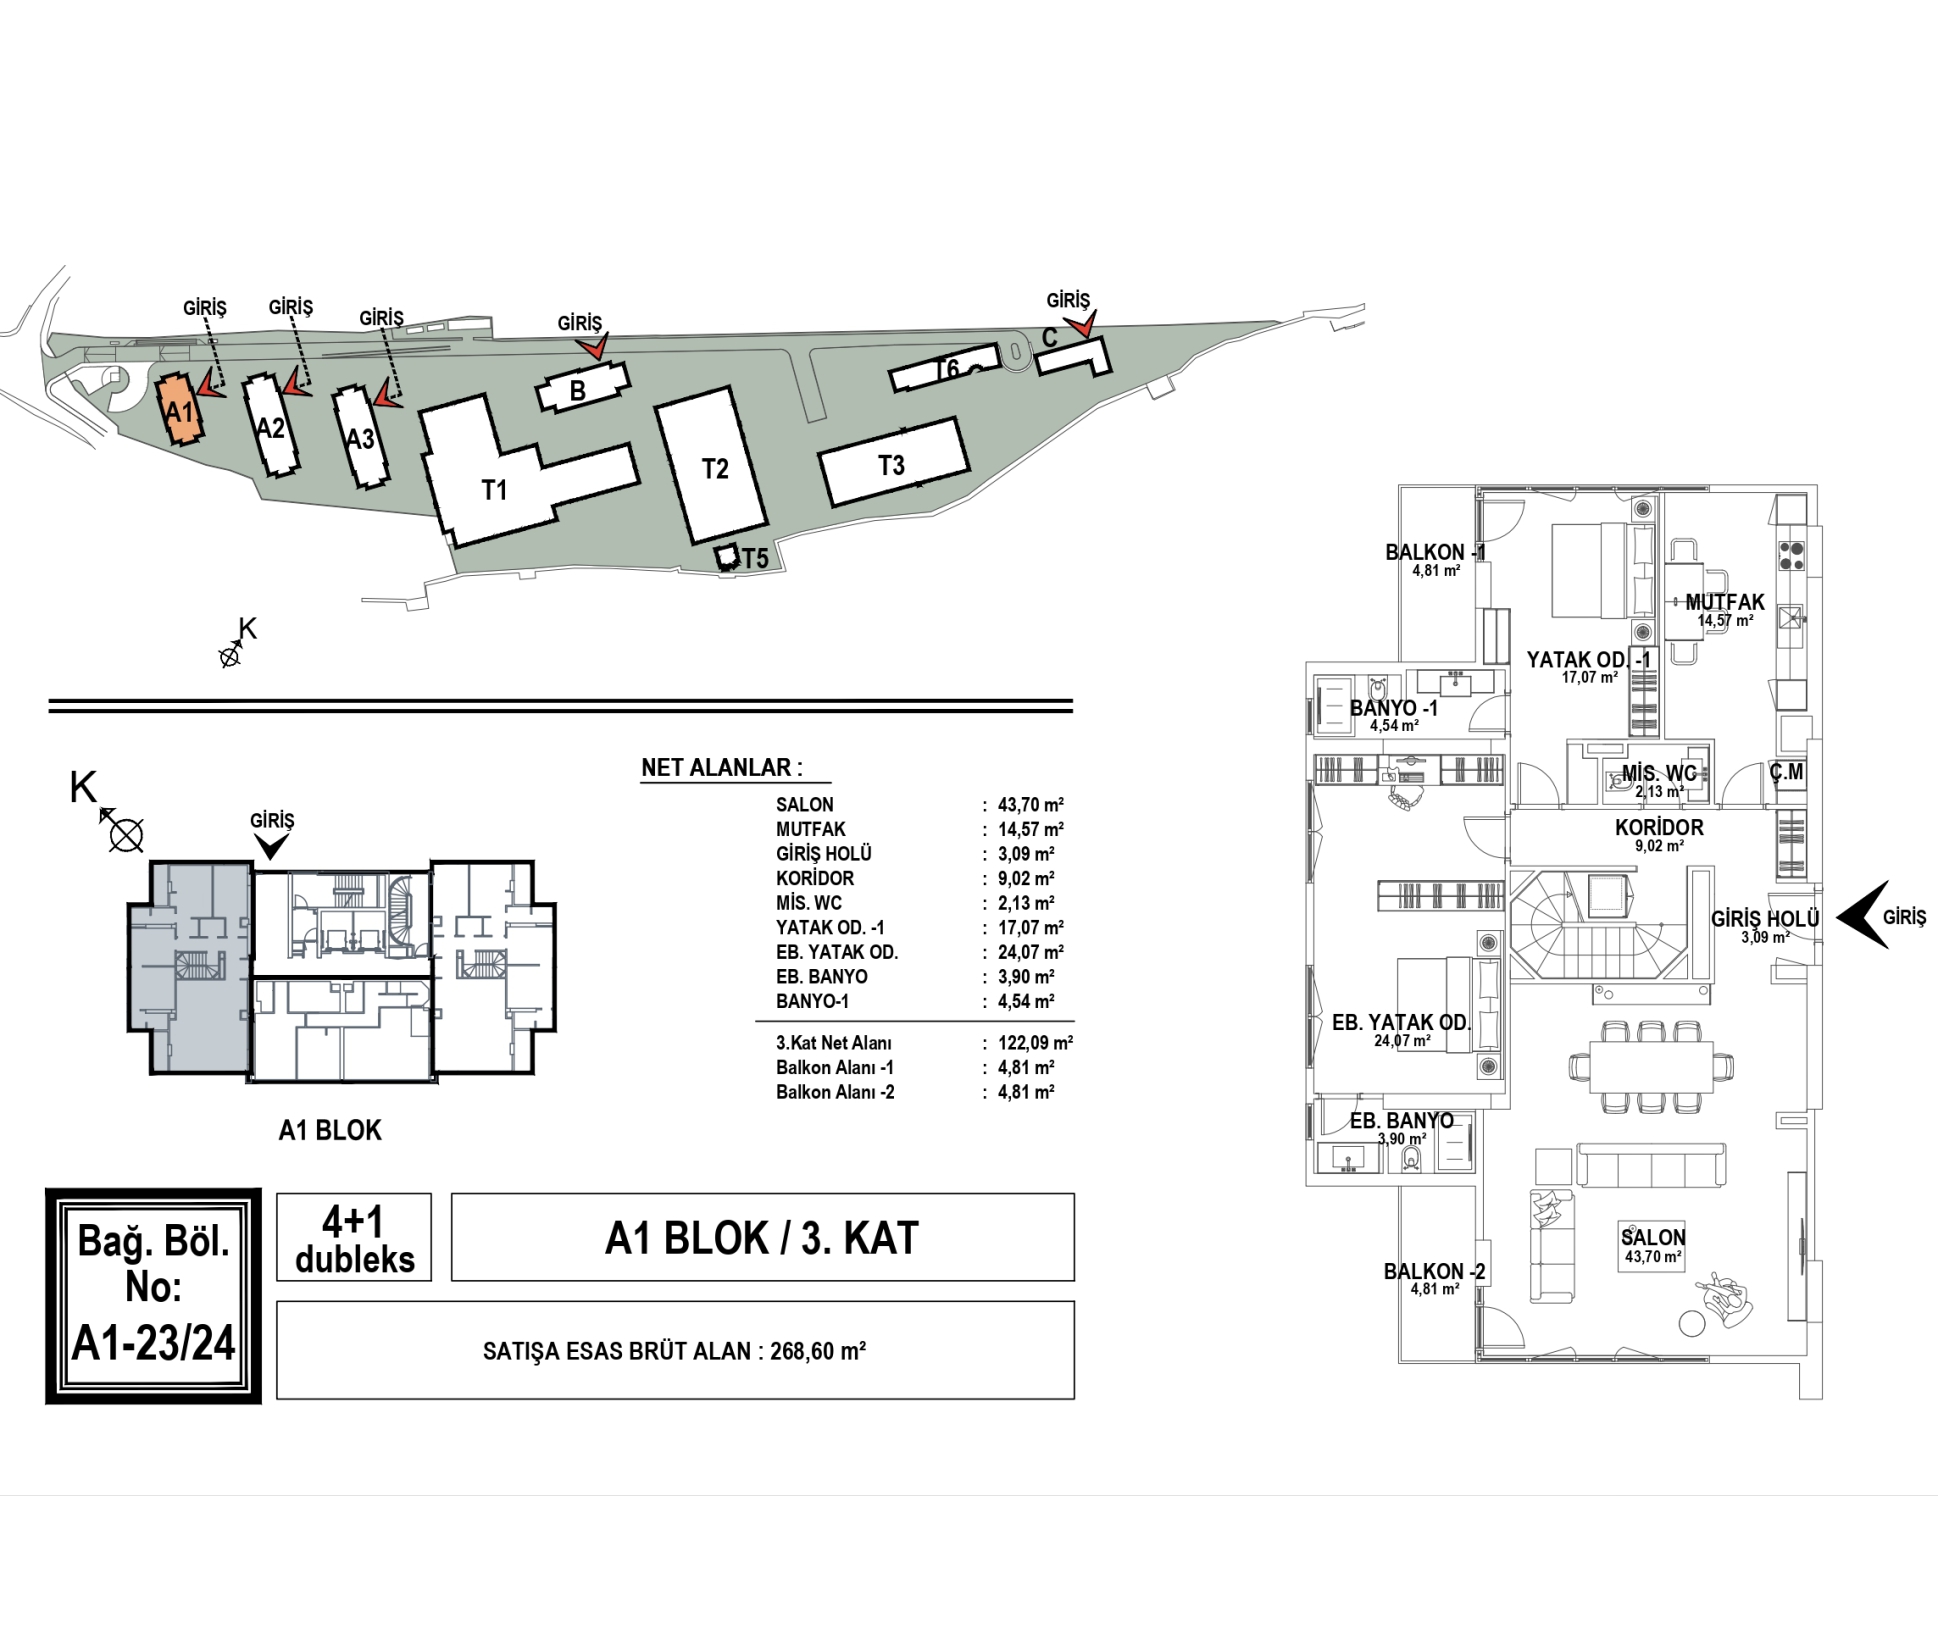 GİRİŞ
GİRİŞ
GİRİŞ
GİRİŞ
GİRİŞ
A1
A2
A3
B
C
T1
T2
T3
T5
T6
K
K
GİRİŞ
A1 BLOK
NET ALANLAR :
SALON : 43,70 m²
MUTFAK : 14,57 m²
GİRİŞ HOLÜ : 3,09 m²
KORİDOR : 9,02 m²
MİS. WC : 2,13 m²
YATAK OD. -1 : 17,07 m²
EB. YATAK OD. : 24,07 m²
EB. BANYO : 3,90 m²
BANYO-1 : 4,54 m²
3.Kat Net Alanı : 122,09 m²
Balkon Alanı -1 : 4,81 m²
Balkon Alanı -2 : 4,81 m²
Bağ. Böl.
No:
A1-23/24
4+1
dubleks
A1 BLOK / 3. KAT
SATIŞA ESAS BRÜT ALAN : 268,60 m²
BALKON -1
4,81 m²
MUTFAK
14,57 m²
YATAK OD. -1
17,07 m²
BANYO -1
4,54 m²
MİS. WC
2,13 m²
Ç.M
KORİDOR
9,02 m²
GİRİŞ HOLÜ
3,09 m²
GİRİŞ
EB. YATAK OD.
24,07 m²
EB. BANYO
3,90 m²
SALON
43,70 m²
BALKON -2
4,81 m²